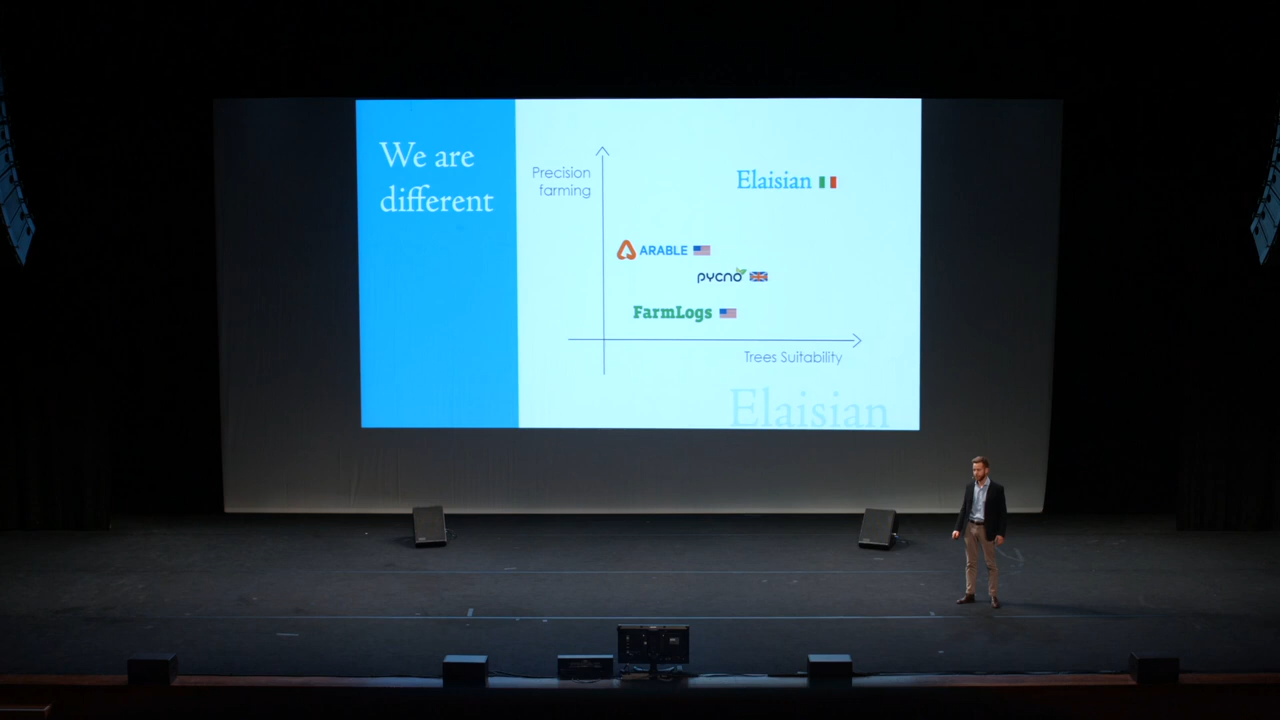 We are
different
Precision
farming
Elaisian
ARABLE
pycno
FarmLogs
Trees Suitability
Elaisian